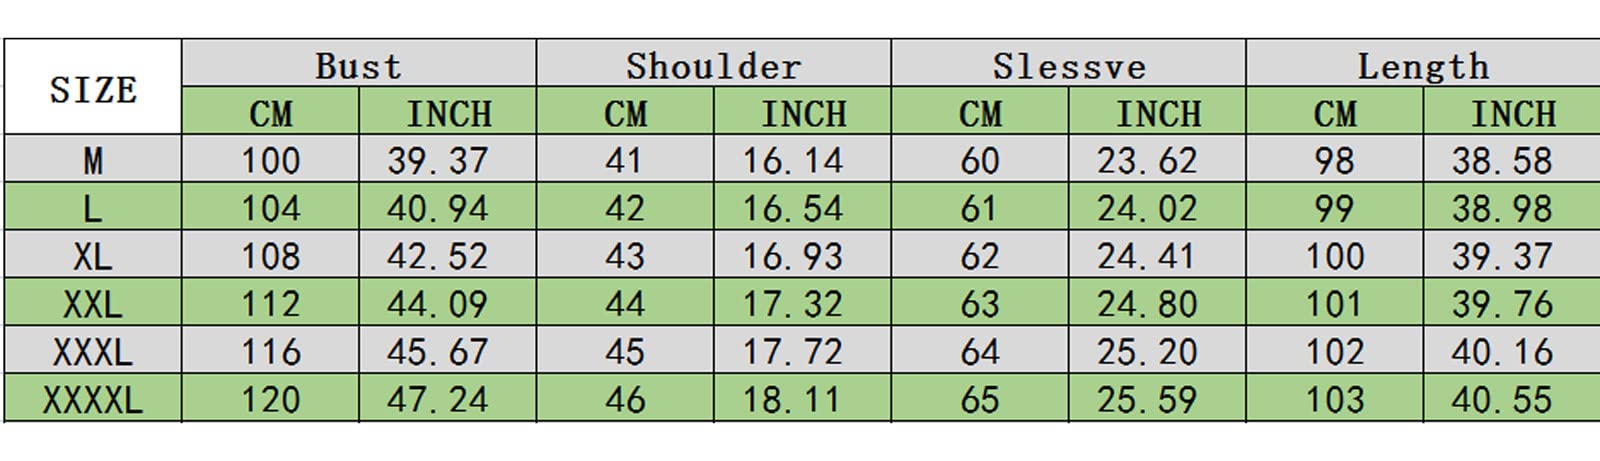 SIZE Bust Shoulder Slessve Length
CM INCH CM INCH CM INCH CM INCH
M 100 39.37 41 16.14 60 23.62 98 38.58
L 104 40.94 42 16.54 61 24.02 99 38.98
XL 108 42.52 43 16.93 62 24.41 100 39.37
XXL 112 44.09 44 17.32 63 24.80 101 39.76
XXXL 116 45.67 45 17.72 64 25.20 102 40.16
XXXXL 120 47.24 46 18.11 65 25.59 103 40.55